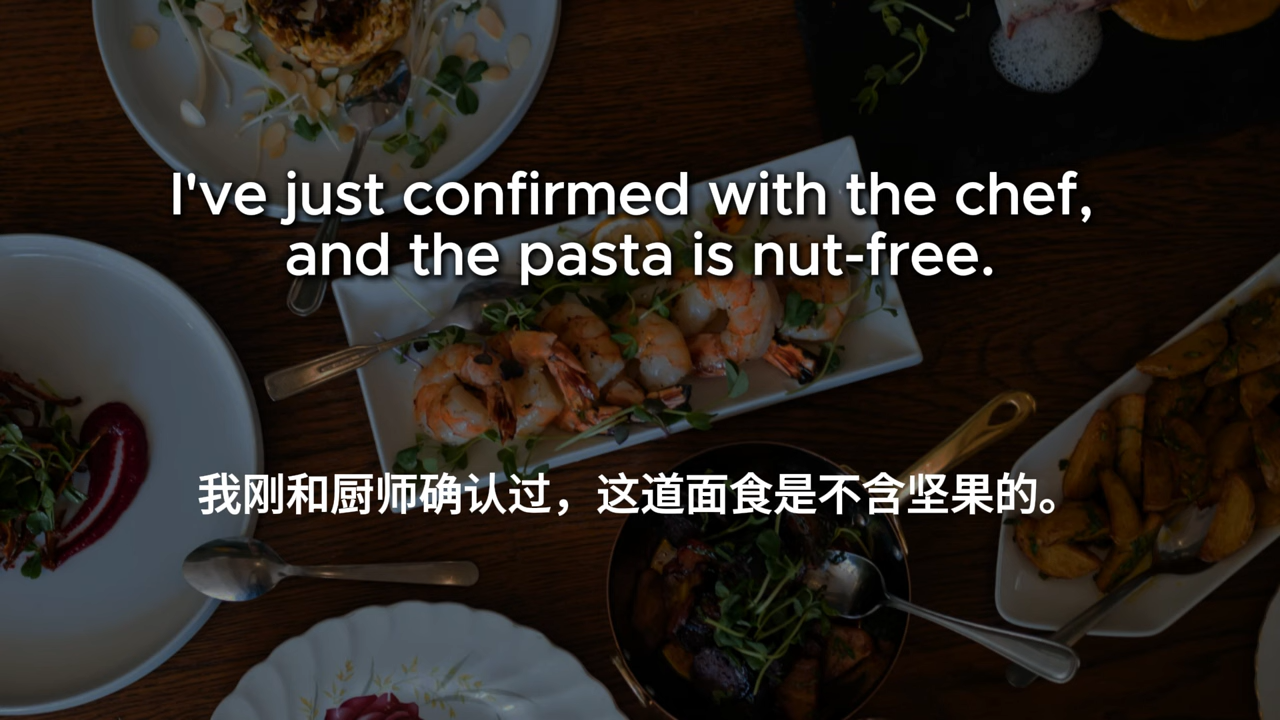 I've just confirmed with the chef,
and the pasta is nut-free.
我刚和厨师确认过，这道面食是不含坚果的。